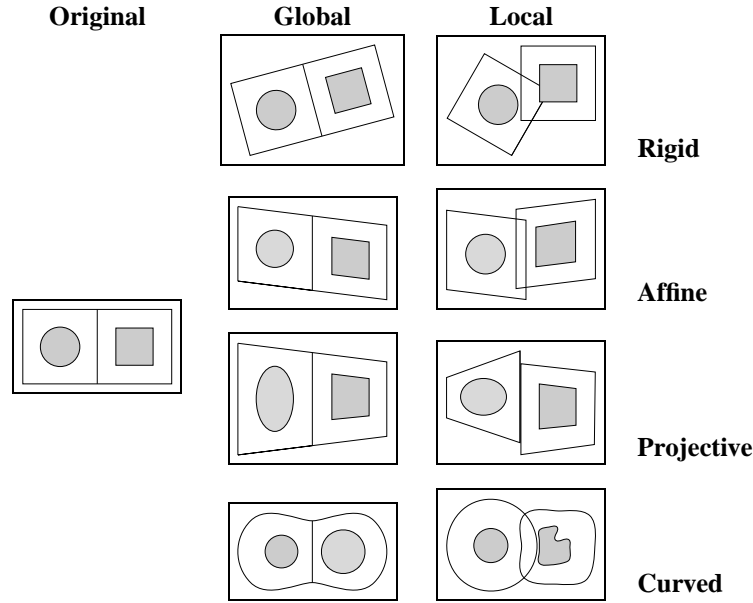 Original Global Local
Rigid
Affine
Projective
Curved